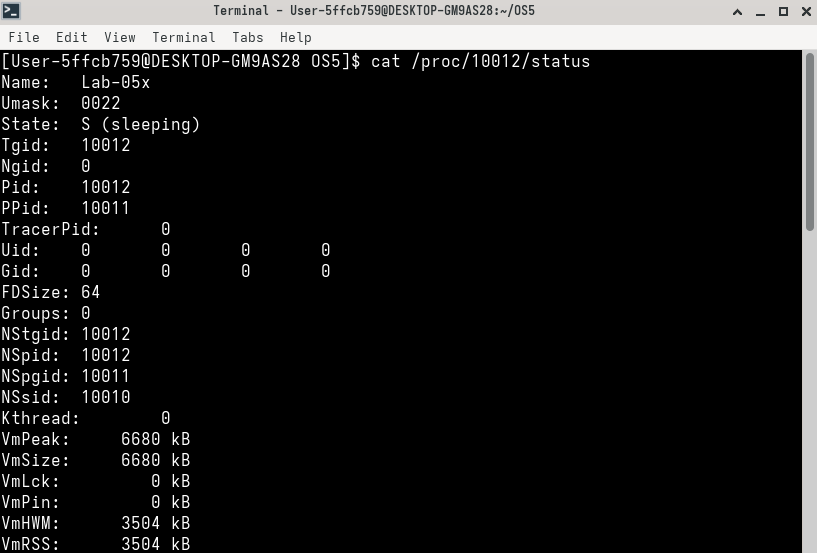 Terminal - User-5ffcb759@DESKTOP-GM9AS28:~/OS5
File Edit View Terminal Tabs Help
[User-5ffcb759@DESKTOP-GM9AS28 OS5]$ cat /proc/10012/status
Name: Lab-05x
Umask: 0022
State: S (sleeping)
Tgid: 10012
Ngid: 0
Pid: 10012
PPid: 10011
TracerPid: 0
Uid: 0 0 0 0
Gid: 0 0 0 0
FDSize: 64
Groups: 0
NStgid: 10012
NSpid: 10012
NSpgid: 10011
NSsid: 10010
Kthread: 0
VmPeak: 6680 kB
VmSize: 6680 kB
VmLck: 0 kB
VmPin: 0 kB
VmHWM: 3504 kB
VmRSS: 3504 kB